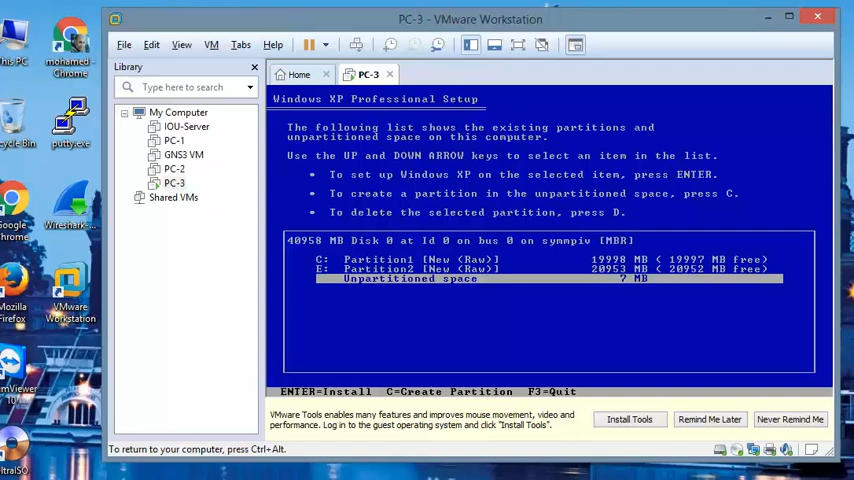 PC-3 - VMware Workstation
File Edit View VM Tabs Help
Library
Type here to search
My Computer
IOU-Server
PC-1
GNS3 VM
PC-2
PC-3
Shared VMs
Home
PC-3
Windows XP Professional Setup
The following list shows the existing partitions and
unpartitioned space on this computer.
Use the UP and DOWN ARROW keys to select an item in the list.
• To set up Windows XP on the selected item, press ENTER.
• To create a partition in the unpartitioned space, press C.
• To delete the selected partition, press D.
40958 MB Disk 0 at Id 0 on bus 0 on symmpiv [MBR]
C: Partition1 [New (Raw)] 19998 MB ( 19997 MB free)
E: Partition2 [New (Raw)] 20953 MB ( 20952 MB free)
Unpartitioned space 7 MB
ENTER=Install C=Create Partition F3=Quit
VMware Tools enables many features and improves mouse movement, video and
performance. Log in to the guest operating system and click "Install Tools".
Install Tools
Remind Me Later
Never Remind Me
To return to your computer, press Ctrl+Alt.
his PC
mohamed -
Chrome
ecycle Bin
putty.exe
Google
Chrome
Wireshark-...
Mozilla
Firefox
VMware
Workstation
amViewer
10
ltraISO